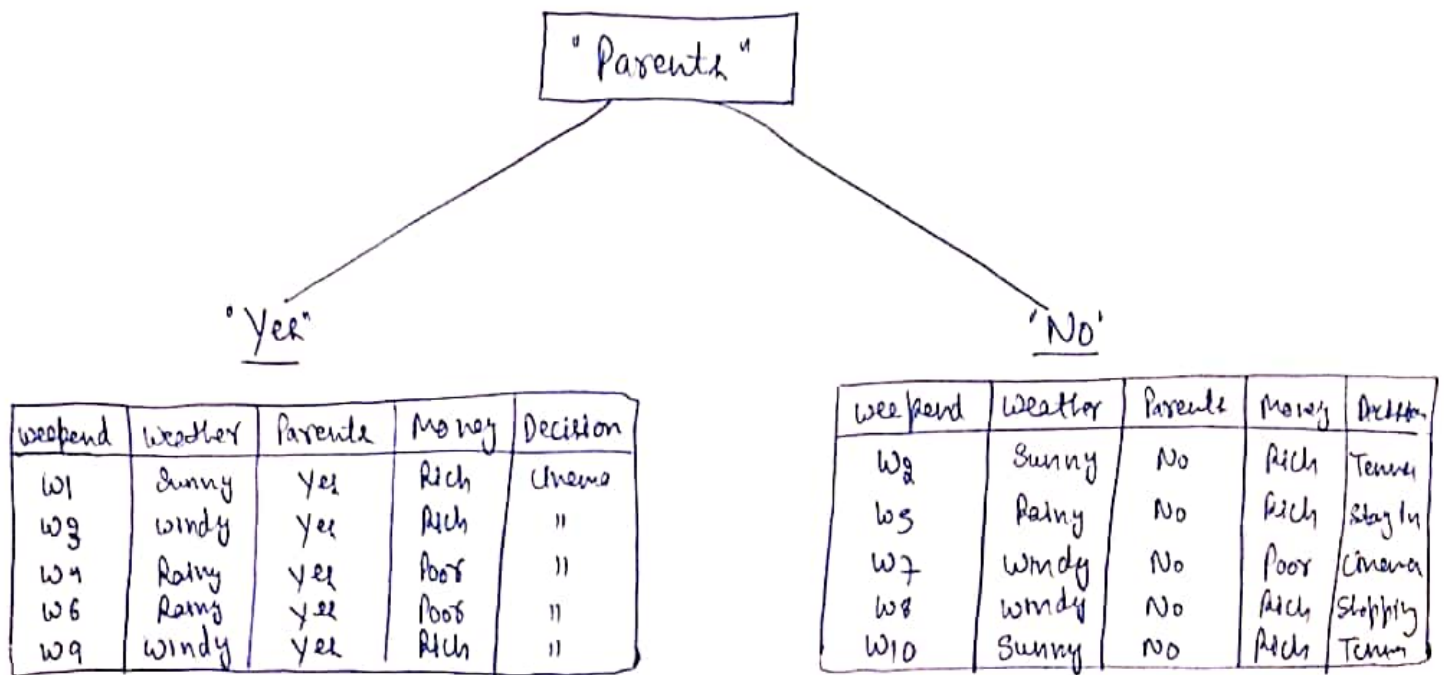 "Parents"
"Yes"
'No'
Weekend Weather Parents Money Decision
W1 Sunny Yes Rich Cinema
W3 Windy Yes Rich "
W4 Rainy Yes Poor "
W6 Rainy Yes Poor "
W9 Windy Yes Rich "
Weekend Weather Parents Money Decision
W2 Sunny No Rich Tennis
W5 Rainy No Rich Stay In
W7 Windy No Poor Cinema
W8 Windy No Rich Shopping
W10 Sunny No Rich Tennis